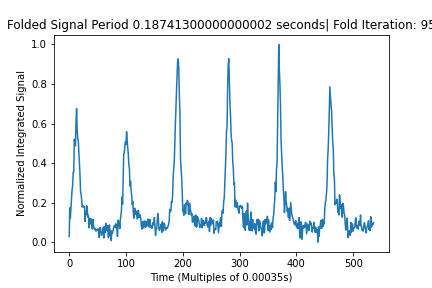 Folded Signal Period 0.18741300000000002 seconds| Fold Iteration: 95
1.0
0.8
0.6
0.4
0.2
0.0
Normalized Integrated Signal
0 100 200 300 400 500
Time (Multiples of 0.00035s)